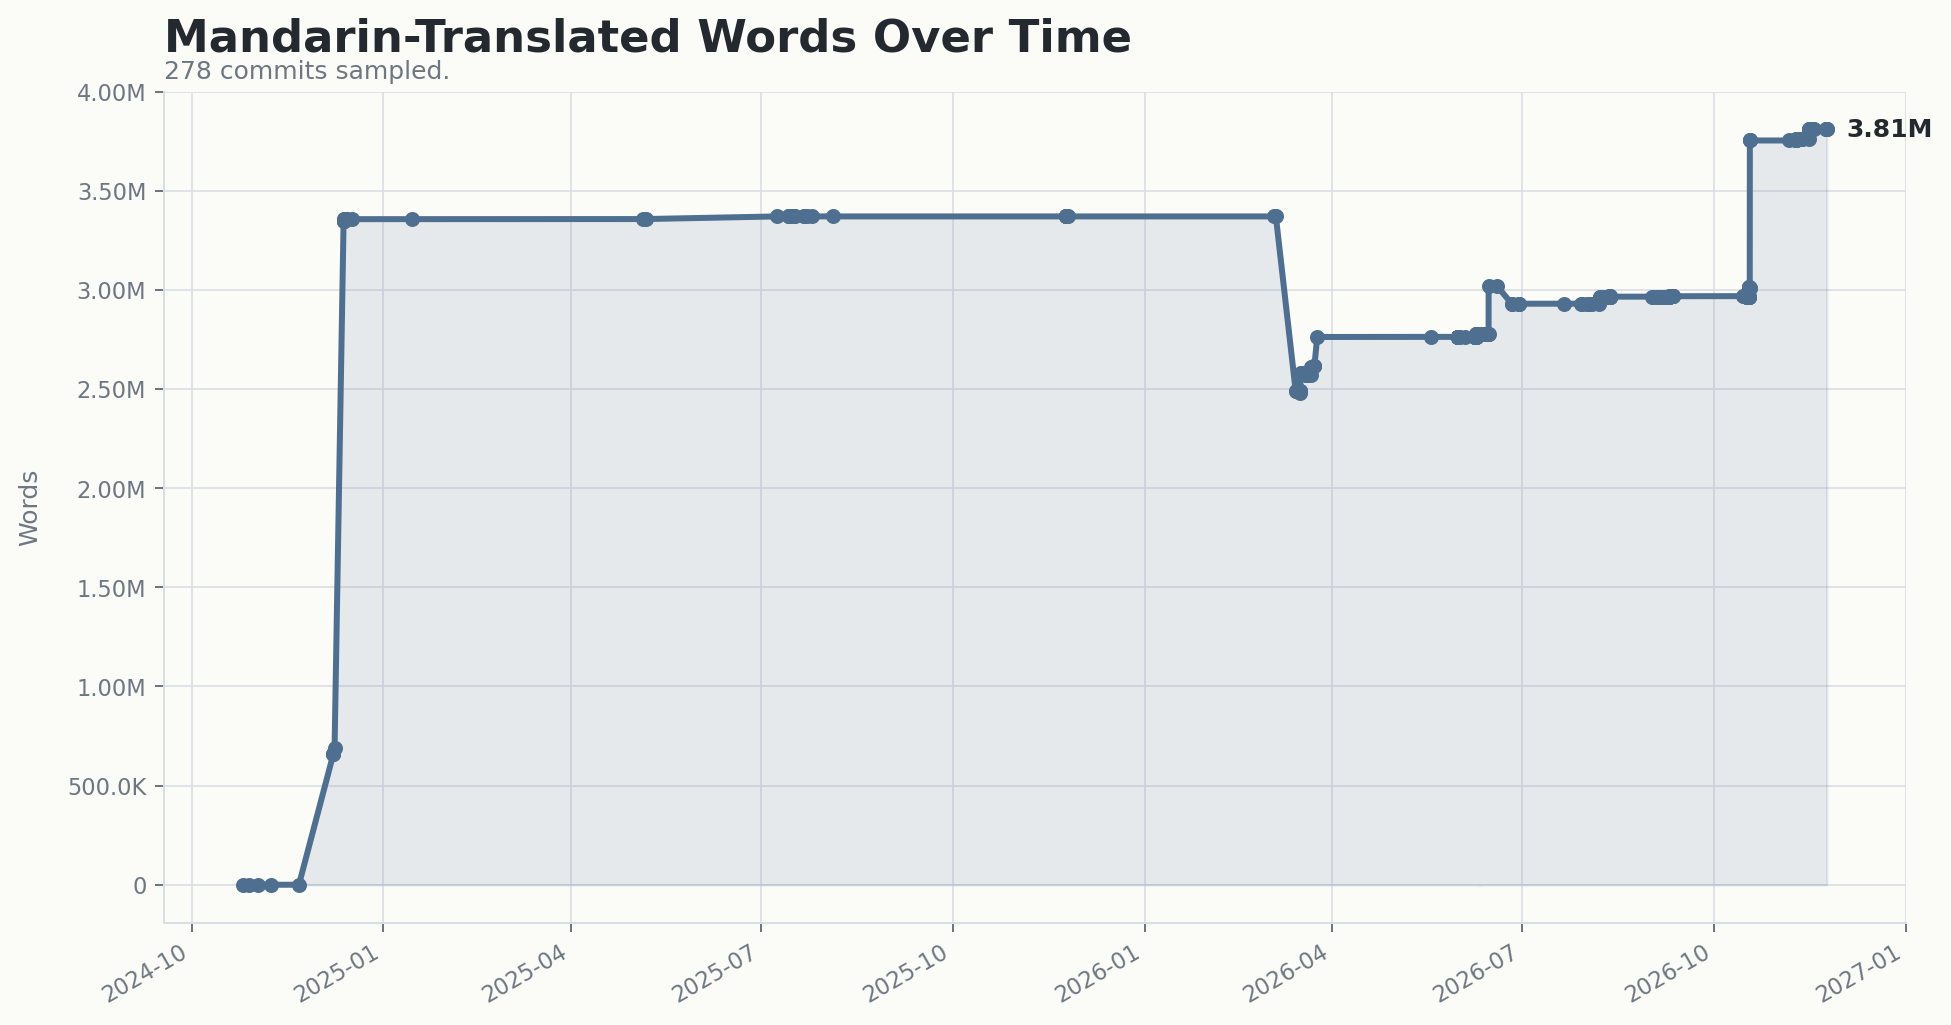 Mandarin-Translated Words Over Time
278 commits sampled.
4.00M
3.50M
3.00M
2.50M
2.00M
1.50M
1.00M
500.0K
0
Words
3.81M
2024-10
2025-01
2025-04
2025-07
2025-10
2026-01
2026-04
2026-07
2026-10
2027-01